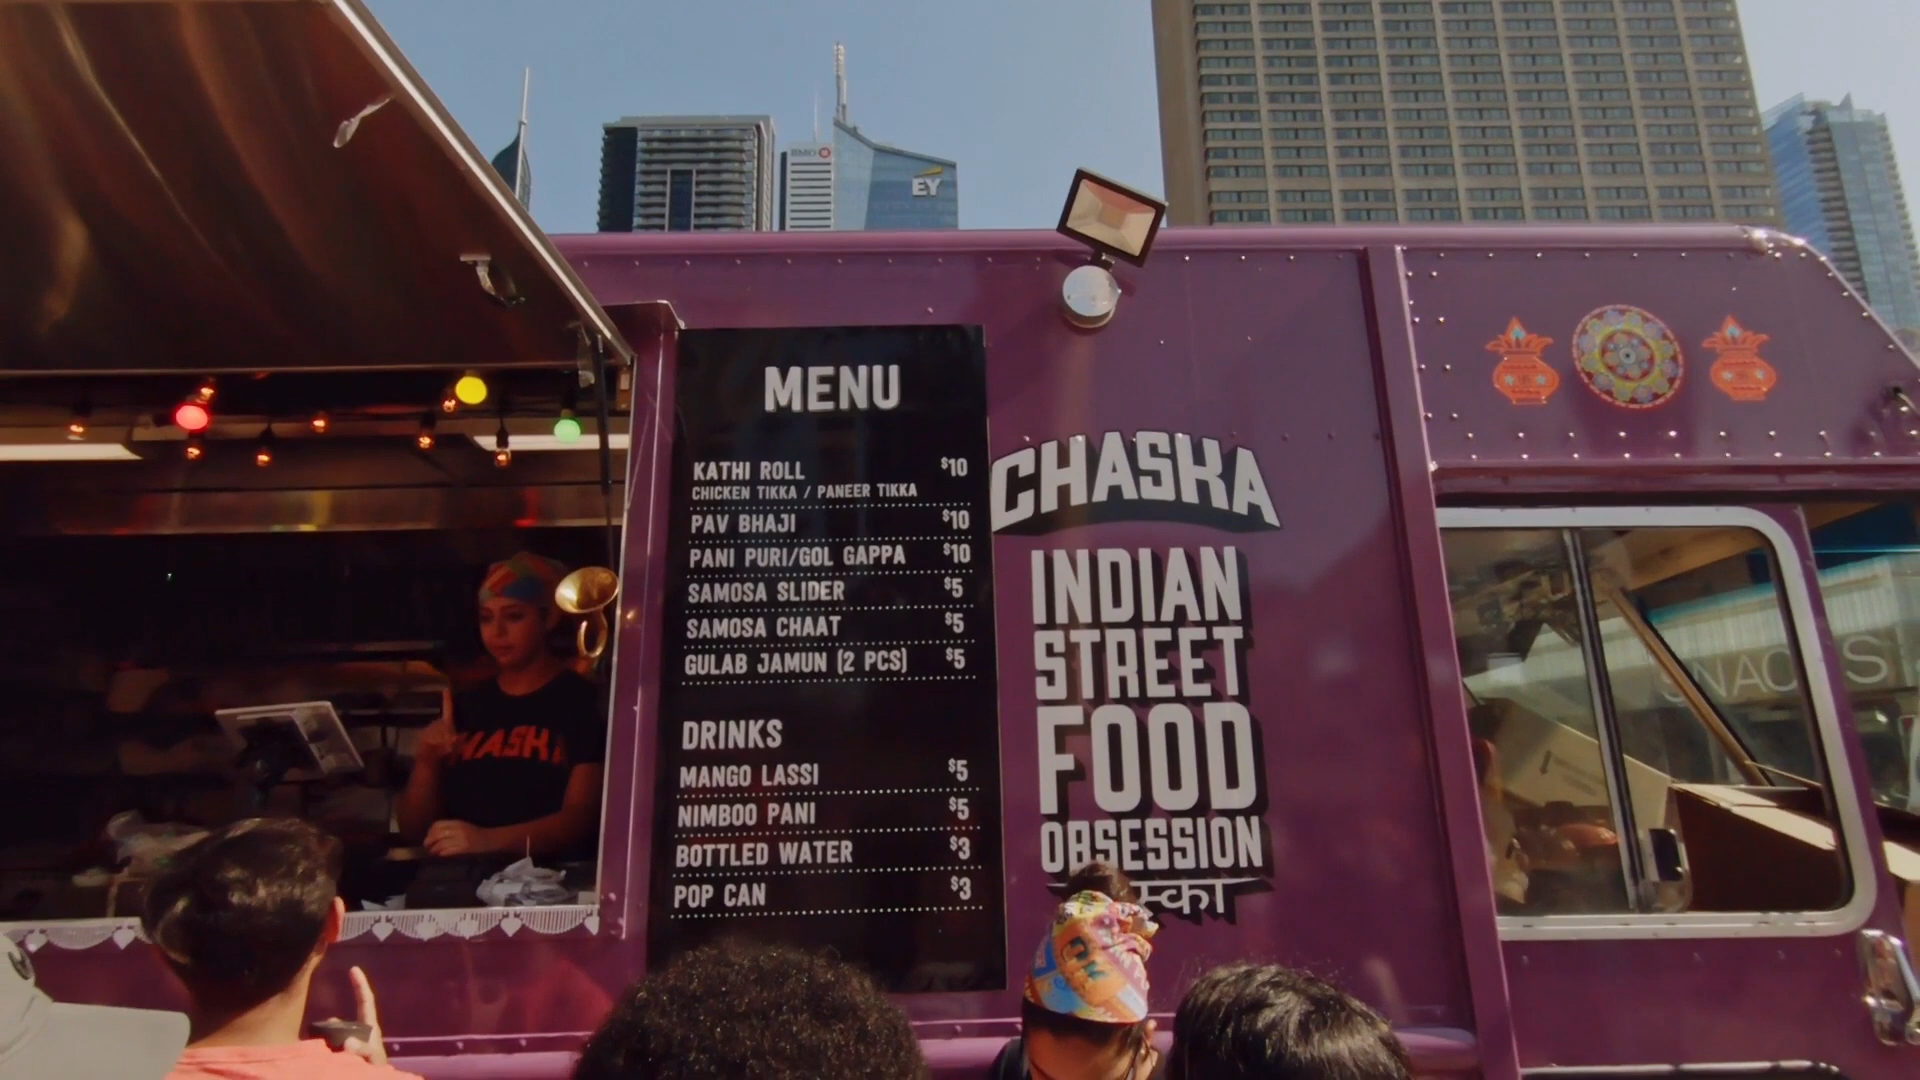 BMO
EY
MENU
KATHI ROLL $10
CHICKEN TIKKA / PANEER TIKKA
PAV BHAJI $10
PANI PURI/GOL GAPPA $10
SAMOSA SLIDER $5
SAMOSA CHAAT $5
GULAB JAMUN (2 PCS) $5
DRINKS
MANGO LASSI $5
NIMBOO PANI $5
BOTTLED WATER $3
POP CAN $3
CHASKA
INDIAN
STREET
FOOD
OBSESSION